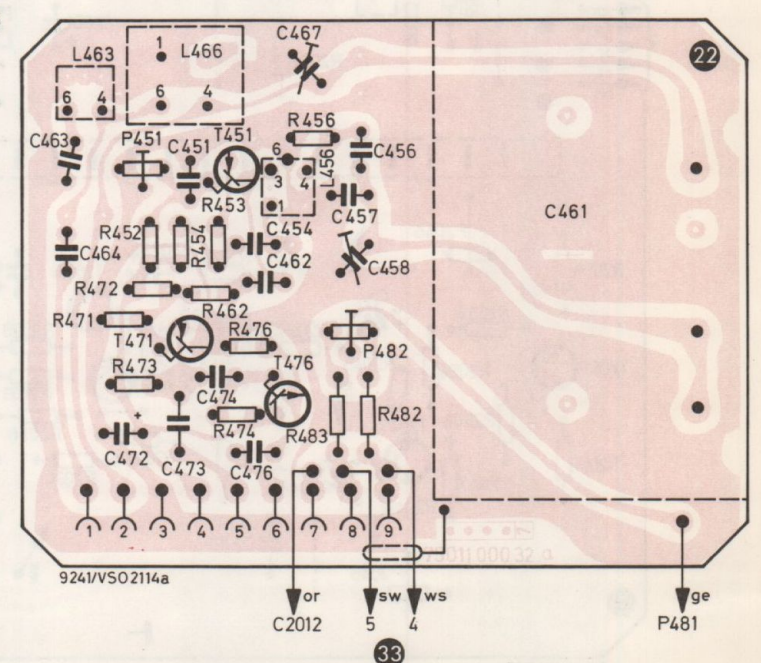 C467
L463
1
L466
22
6 4
6 4
C463
P451
C451
T451
R456
C456
6
3 4
L456
1
R453
C457
C461
R452
R454
C454
C464
C462
C458
R472
R462
R471
T471
R476
P482
R473
T476
C474
R482
+
R474
R483
C472
C473
C476
1 2 3 4 5 6 7 8 9
9241/VSO2114a
or
sw
ws
ge
C2012
5
4
P481
33